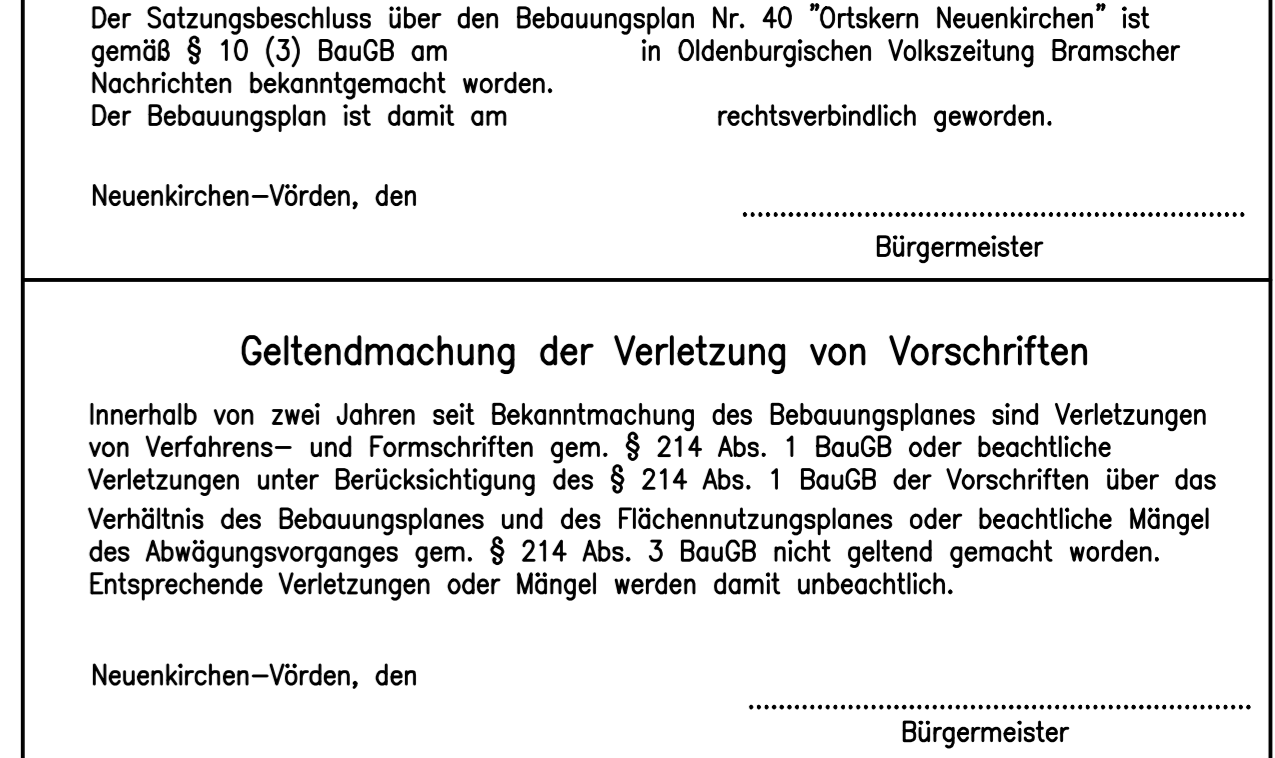 Der Satzungsbeschluss über den Bebauungsplan Nr. 40 "Ortskern Neuenkirchen" ist
gemäß § 10 (3) BauGB am in Oldenburgischen Volkszeitung Bramscher
Nachrichten bekanntgemacht worden.
Der Bebauungsplan ist damit am rechtsverbindlich geworden.
Neuenkirchen-Vörden, den
Bürgermeister
Geltendmachung der Verletzung von Vorschriften
Innerhalb von zwei Jahren seit Bekanntmachung des Bebauungsplanes sind Verletzungen
von Verfahrens- und Formschriften gem. § 214 Abs. 1 BauGB oder beachtliche
Verletzungen unter Berücksichtigung des § 214 Abs. 1 BauGB der Vorschriften über das
Verhältnis des Bebauungsplanes und des Flächennutzungsplanes oder beachtliche Mängel
des Abwägungsvorganges gem. § 214 Abs. 3 BauGB nicht geltend gemacht worden.
Entsprechende Verletzungen oder Mängel werden damit unbeachtlich.
Neuenkirchen-Vörden, den
Bürgermeister